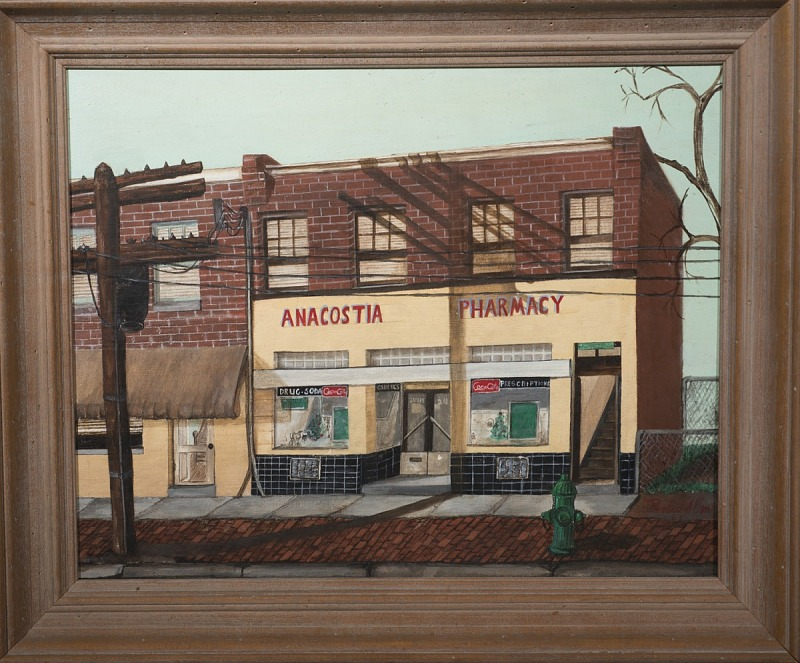 ANACOSTIA PHARMACY
DRUG-SODA Coca-Cola
Coca-Cola PRESCRIPTIONS